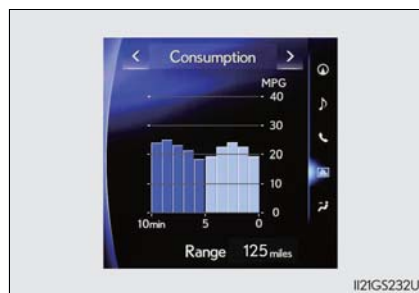 < Consumption >
MPG
40
30
20
10
0
10min 5 0
Range 125 miles
II21GS232U